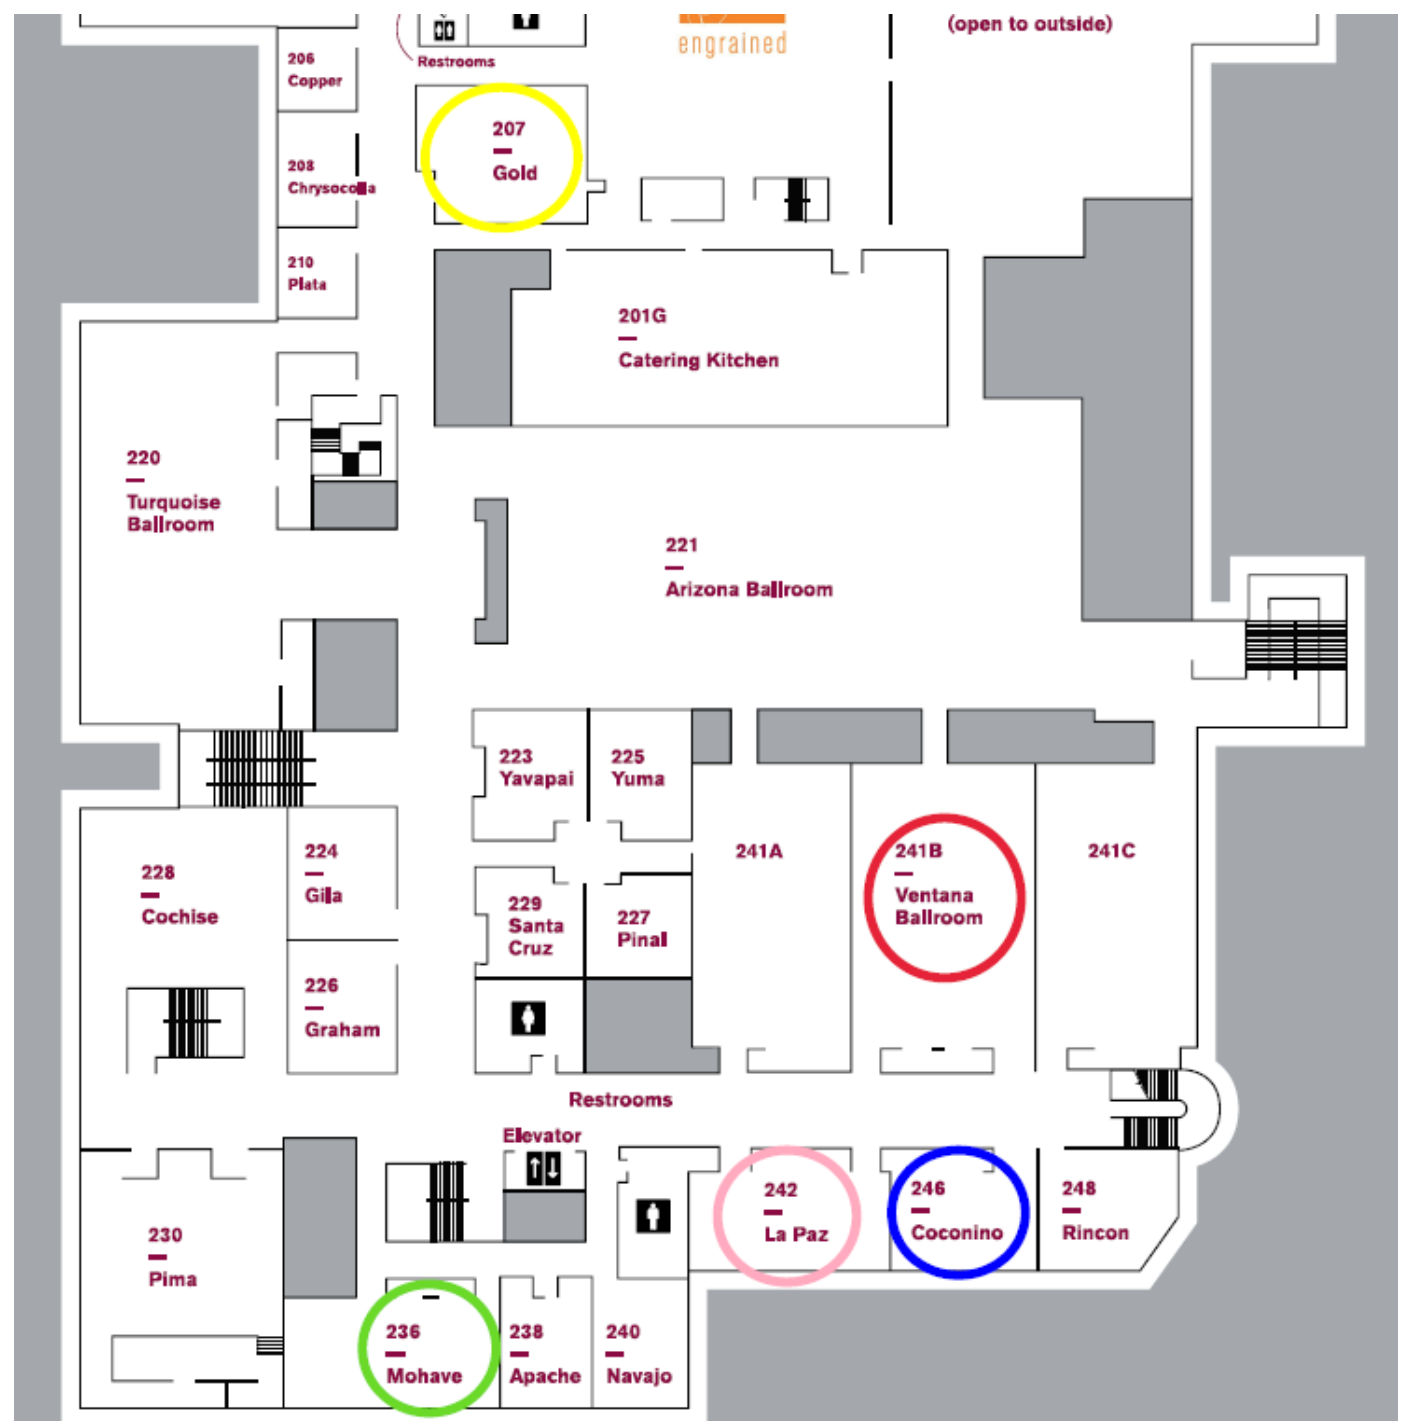 (open to outside)
engrained
Restrooms
206
Copper
207
Gold
208
Chrysocolla
210
Plata
201G
Catering Kitchen
220
Turquoise
Ballroom
221
Arizona Ballroom
223
Yavapai
225
Yuma
224
Gila
228
Cochise
241A
241B
Ventana
Ballroom
241C
229
Santa
Cruz
227
Pinal
226
Graham
Restrooms
Elevator
242
La Paz
246
Coconino
248
Rincon
230
Pima
236
Mohave
238
Apache
240
Navajo